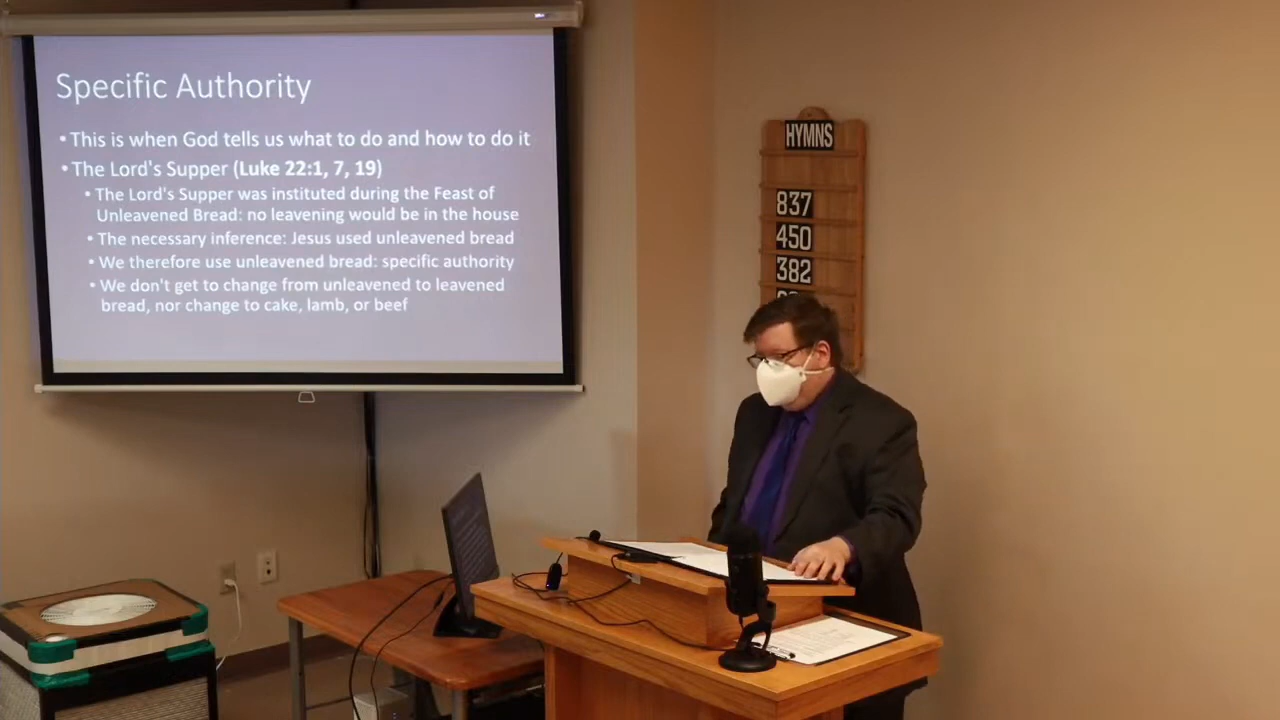 Specific Authority
• This is when God tells us what to do and how to do it
• The Lord's Supper (Luke 22:1, 7, 19)
• The Lord's Supper was instituted during the Feast of
Unleavened Bread: no leavening would be in the house
• The necessary inference: Jesus used unleavened bread
• We therefore use unleavened bread: specific authority
• We don't get to change from unleavened to leavened
bread, nor change to cake, lamb, or beef
HYMNS
837
450
382